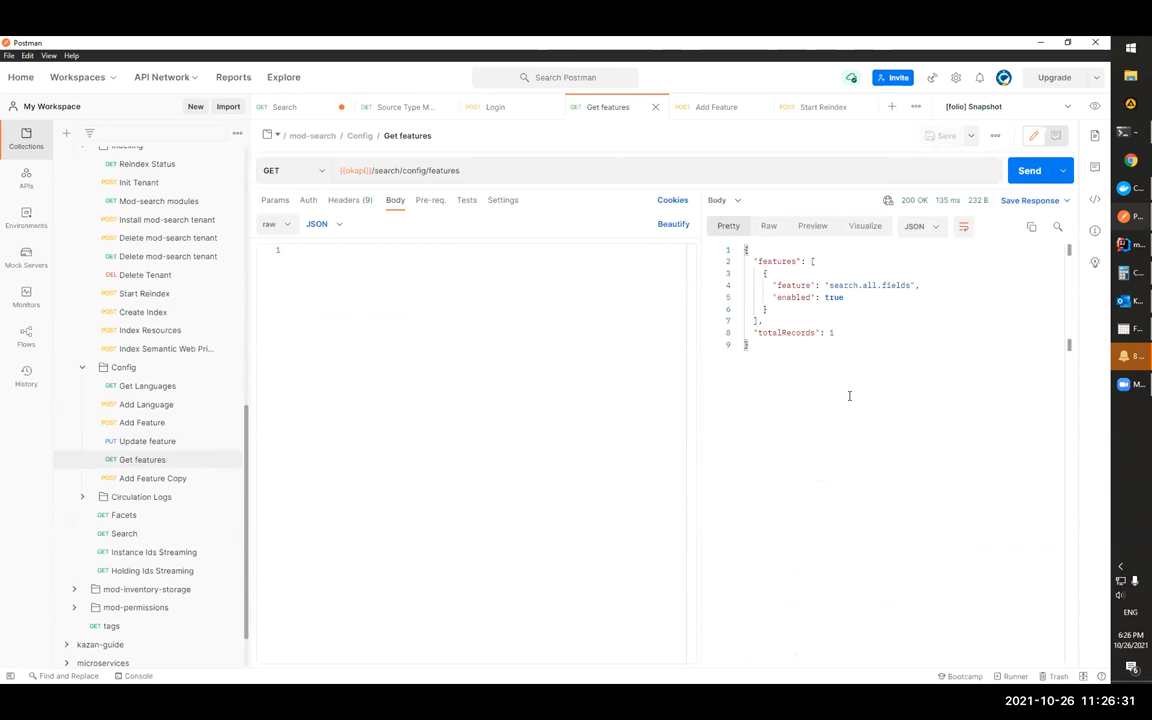 Postman
File Edit View Help
Home Workspaces API Network Reports Explore Search Postman Invite Upgrade
My Workspace New Import
Search Source Type M... Login Get features Add Feature Start Reindex [folio] Snapshot
Collections
APIs
Environments
Mock Servers
Monitors
Flows
History
Indexing
GET Reindex Status
POST Init Tenant
GET Mod-search modules
POST Install mod-search tenant
POST Delete mod-search tenant
POST Delete mod-search tenant
DEL Delete Tenant
POST Start Reindex
POST Create Index
POST Index Resources
POST Index Semantic Web Pri...
Config
GET Get Languages
POST Add Language
POST Add Feature
PUT Update feature
GET Get features
POST Add Feature Copy
Circulation Logs
GET Facets
GET Search
GET Instance Ids Streaming
GET Holding Ids Streaming
mod-inventory-storage
mod-permissions
GET tags
kazan-guide
microservices
mod-search / Config / Get features Save
GET {{okapi}}/search/config/features Send
Params Auth Headers (9) Body Pre-req. Tests Settings Cookies
raw JSON Beautify
1
Body 200 OK 135 ms 232 B Save Response
Pretty Raw Preview Visualize JSON
1 {
2 "features": [
3 {
4 "feature": "search.all.fields",
5 "enabled": true
6 }
7 ],
8 "totalRecords": 1
9 }
Find and Replace Console Bootcamp Runner Trash
P...
m...
C...
K...
F...
8 ...
M...
ENG
6:26 PM
10/26/2021
2021-10-26 11:26:31